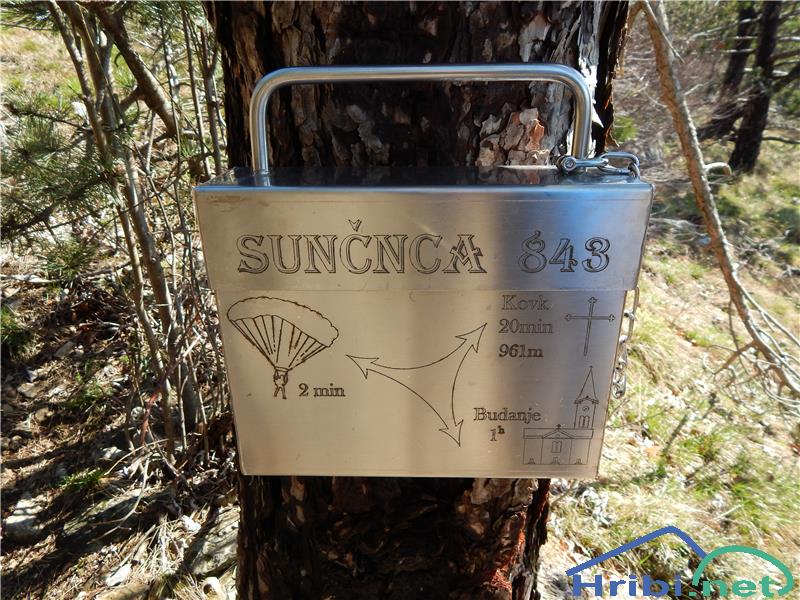 SUNČNCA 843
Kovk
20min
961m
2 min
Budanje
1h
Hribi.net